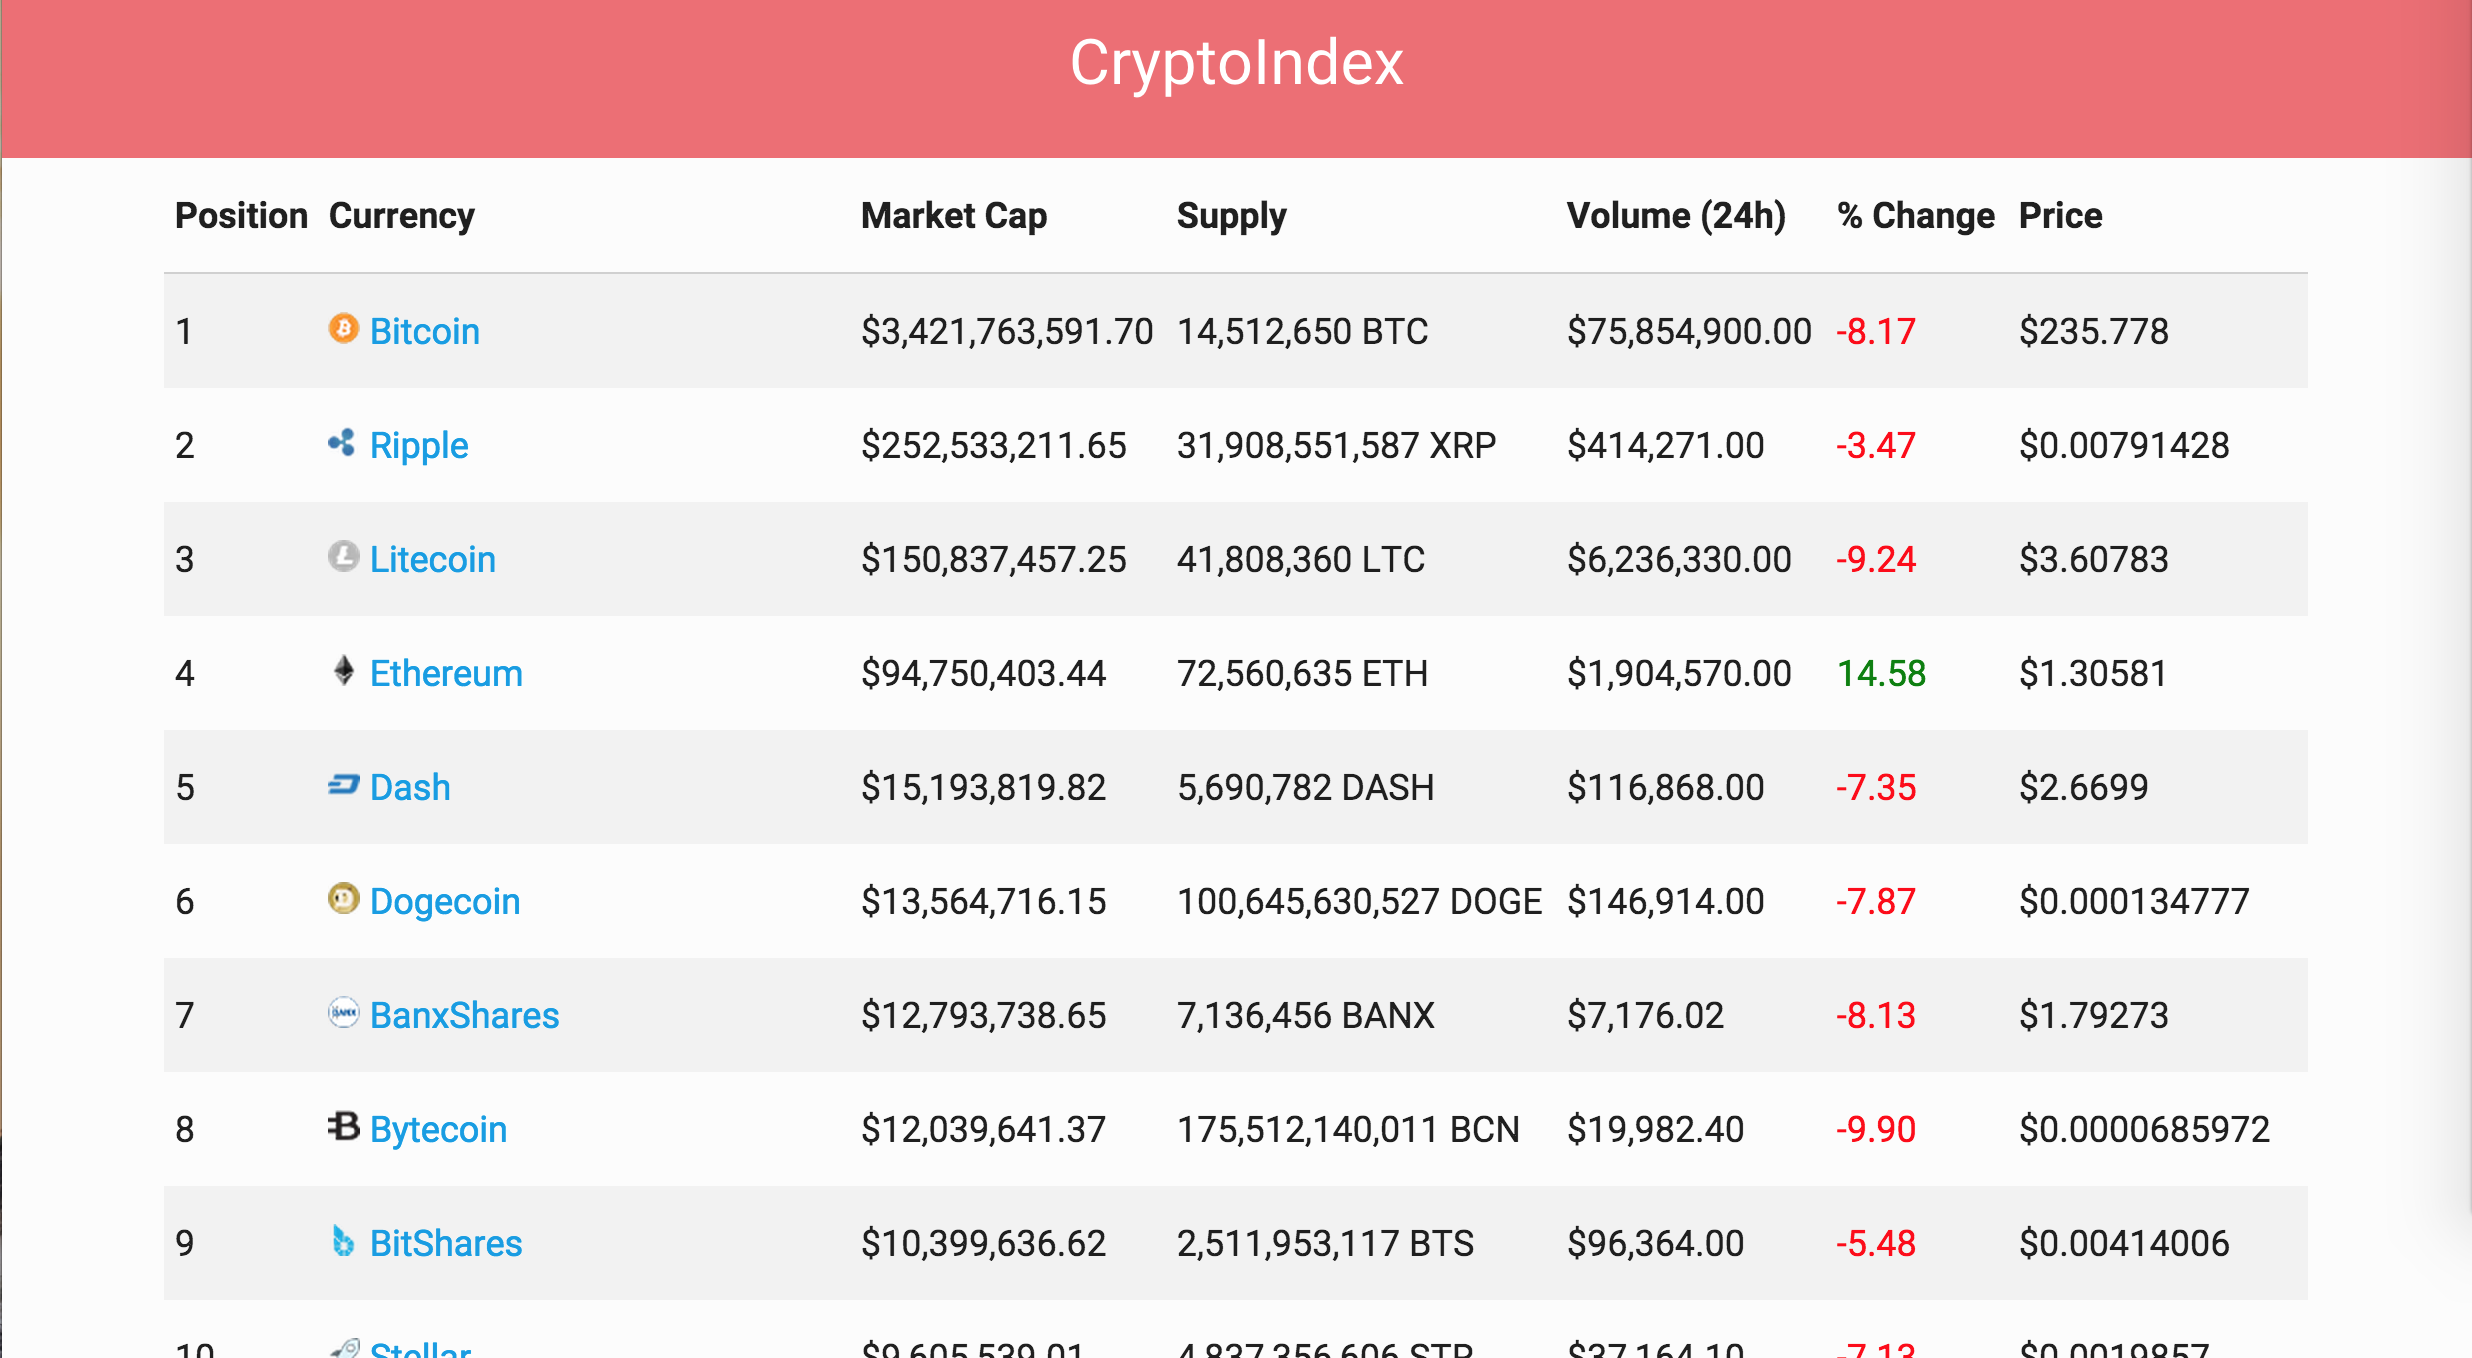 CryptoIndex
Position Currency Market Cap Supply Volume (24h) % Change Price
1 Bitcoin $3,421,763,591.70 14,512,650 BTC $75,854,900.00 -8.17 $235.778
2 Ripple $252,533,211.65 31,908,551,587 XRP $414,271.00 -3.47 $0.00791428
3 Litecoin $150,837,457.25 41,808,360 LTC $6,236,330.00 -9.24 $3.60783
4 Ethereum $94,750,403.44 72,560,635 ETH $1,904,570.00 14.58 $1.30581
5 Dash $15,193,819.82 5,690,782 DASH $116,868.00 -7.35 $2.6699
6 Dogecoin $13,564,716.15 100,645,630,527 DOGE $146,914.00 -7.87 $0.000134777
7 BanxShares $12,793,738.65 7,136,456 BANX $7,176.02 -8.13 $1.79273
8 Bytecoin $12,039,641.37 175,512,140,011 BCN $19,982.40 -9.90 $0.0000685972
9 BitShares $10,399,636.62 2,511,953,117 BTS $96,364.00 -5.48 $0.00414006
10 Stellar $9,605,539.01 4,837,356,606 STR $37,164.10 -7.13 $0.0019857